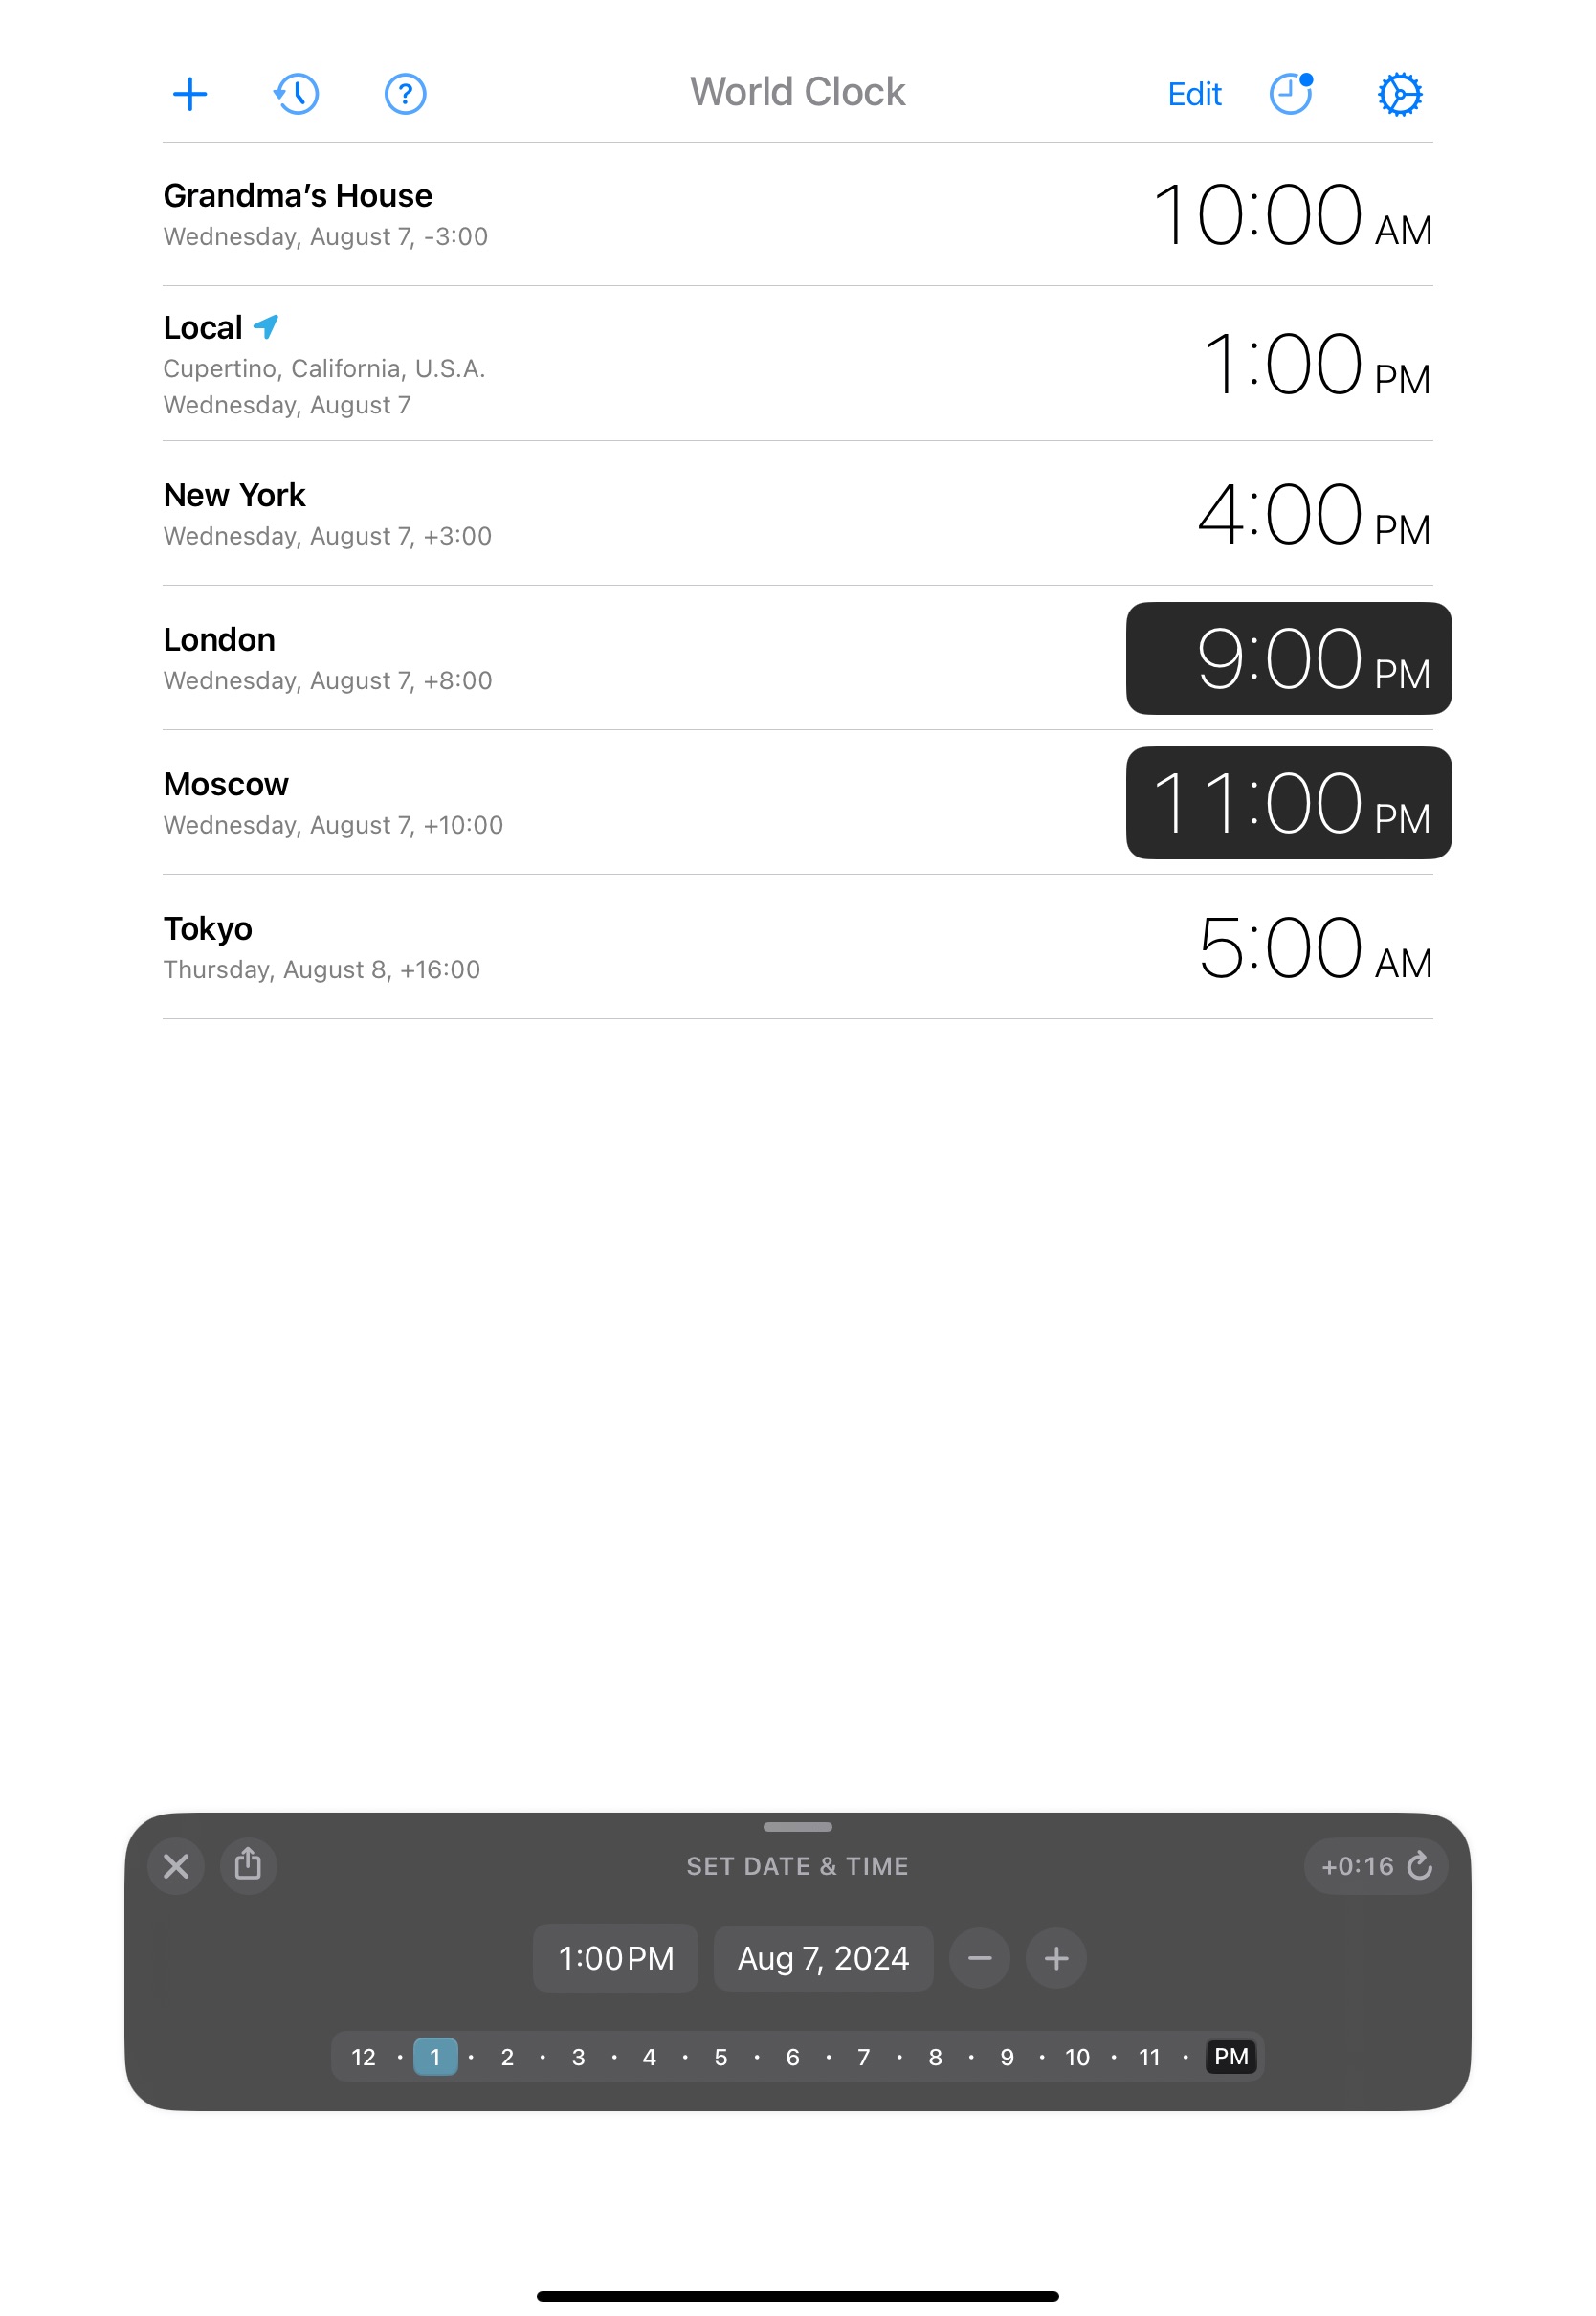 World Clock
Edit
Grandma’s House
Wednesday, August 7, -3:00
10:00 AM
Local
Cupertino, California, U.S.A.
Wednesday, August 7
1:00 PM
New York
Wednesday, August 7, +3:00
4:00 PM
London
Wednesday, August 7, +8:00
9:00 PM
Moscow
Wednesday, August 7, +10:00
11:00 PM
Tokyo
Thursday, August 8, +16:00
5:00 AM
SET DATE & TIME
+0:16
1:00 PM
Aug 7, 2024
12 · 1 · 2 · 3 · 4 · 5 · 6 · 7 · 8 · 9 · 10 · 11 · PM